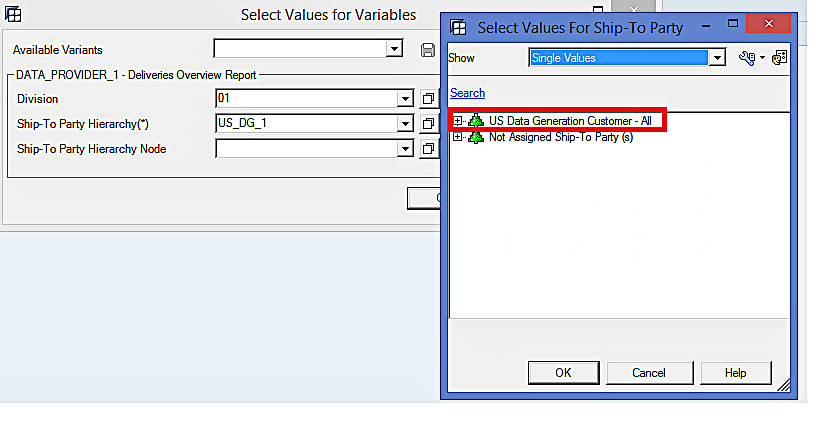 Select Values for Variables
Available Variants
DATA_PROVIDER_1 - Deliveries Overview Report
Division 01
Ship-To Party Hierarchy(*) US_DG_1
Ship-To Party Hierarchy Node
Select Values For Ship-To Party
Show Single Values
Search
US Data Generation Customer - All
Not Assigned Ship-To Party (s)
OK Cancel Help